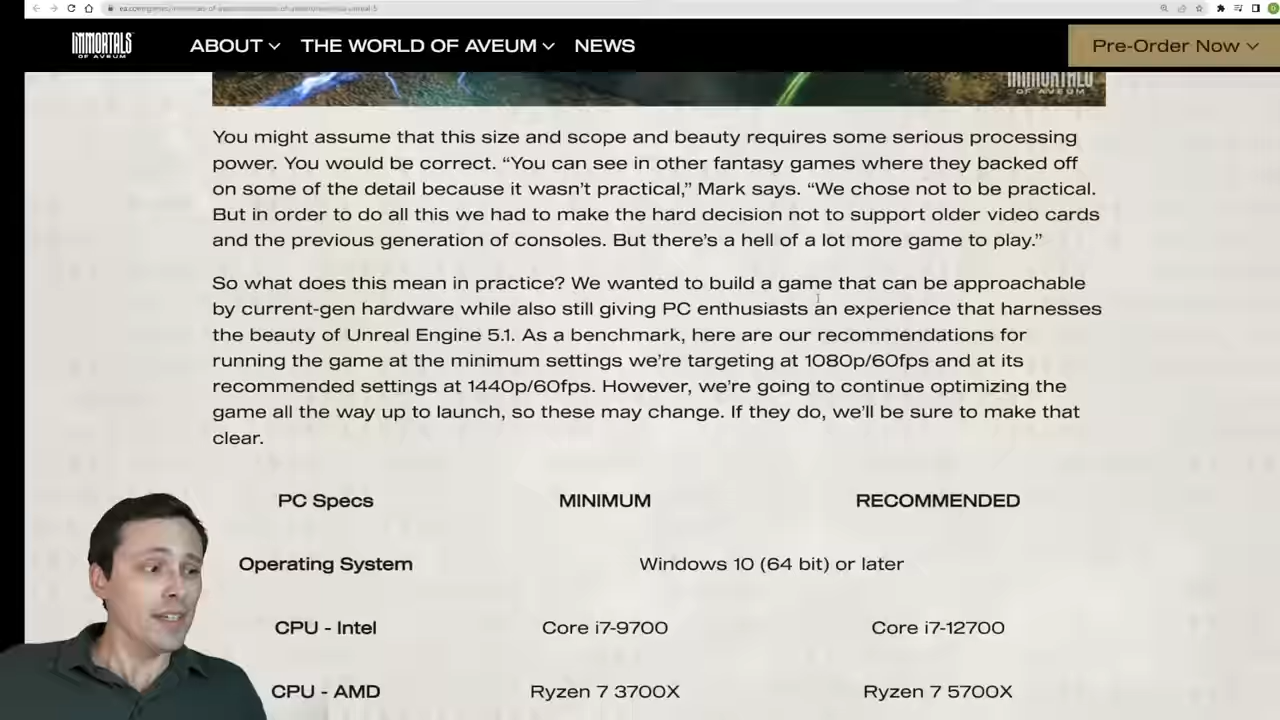 IMMORTALS
OF AVEUM
ABOUT
THE WORLD OF AVEUM
NEWS
Pre-Order Now
IMMORTALS
OF AVEUM
You might assume that this size and scope and beauty requires some serious processing
power. You would be correct. “You can see in other fantasy games where they backed off
on some of the detail because it wasn’t practical,” Mark says. “We chose not to be practical.
But in order to do all this we had to make the hard decision not to support older video cards
and the previous generation of consoles. But there’s a hell of a lot more game to play.”
So what does this mean in practice? We wanted to build a game that can be approachable
by current-gen hardware while also still giving PC enthusiasts an experience that harnesses
the beauty of Unreal Engine 5.1. As a benchmark, here are our recommendations for
running the game at the minimum settings we’re targeting at 1080p/60fps and at its
recommended settings at 1440p/60fps. However, we’re going to continue optimizing the
game all the way up to launch, so these may change. If they do, we’ll be sure to make that
clear.
PC Specs MINIMUM RECOMMENDED
Operating System Windows 10 (64 bit) or later
CPU - Intel Core i7-9700 Core i7-12700
CPU - AMD Ryzen 7 3700X Ryzen 7 5700X